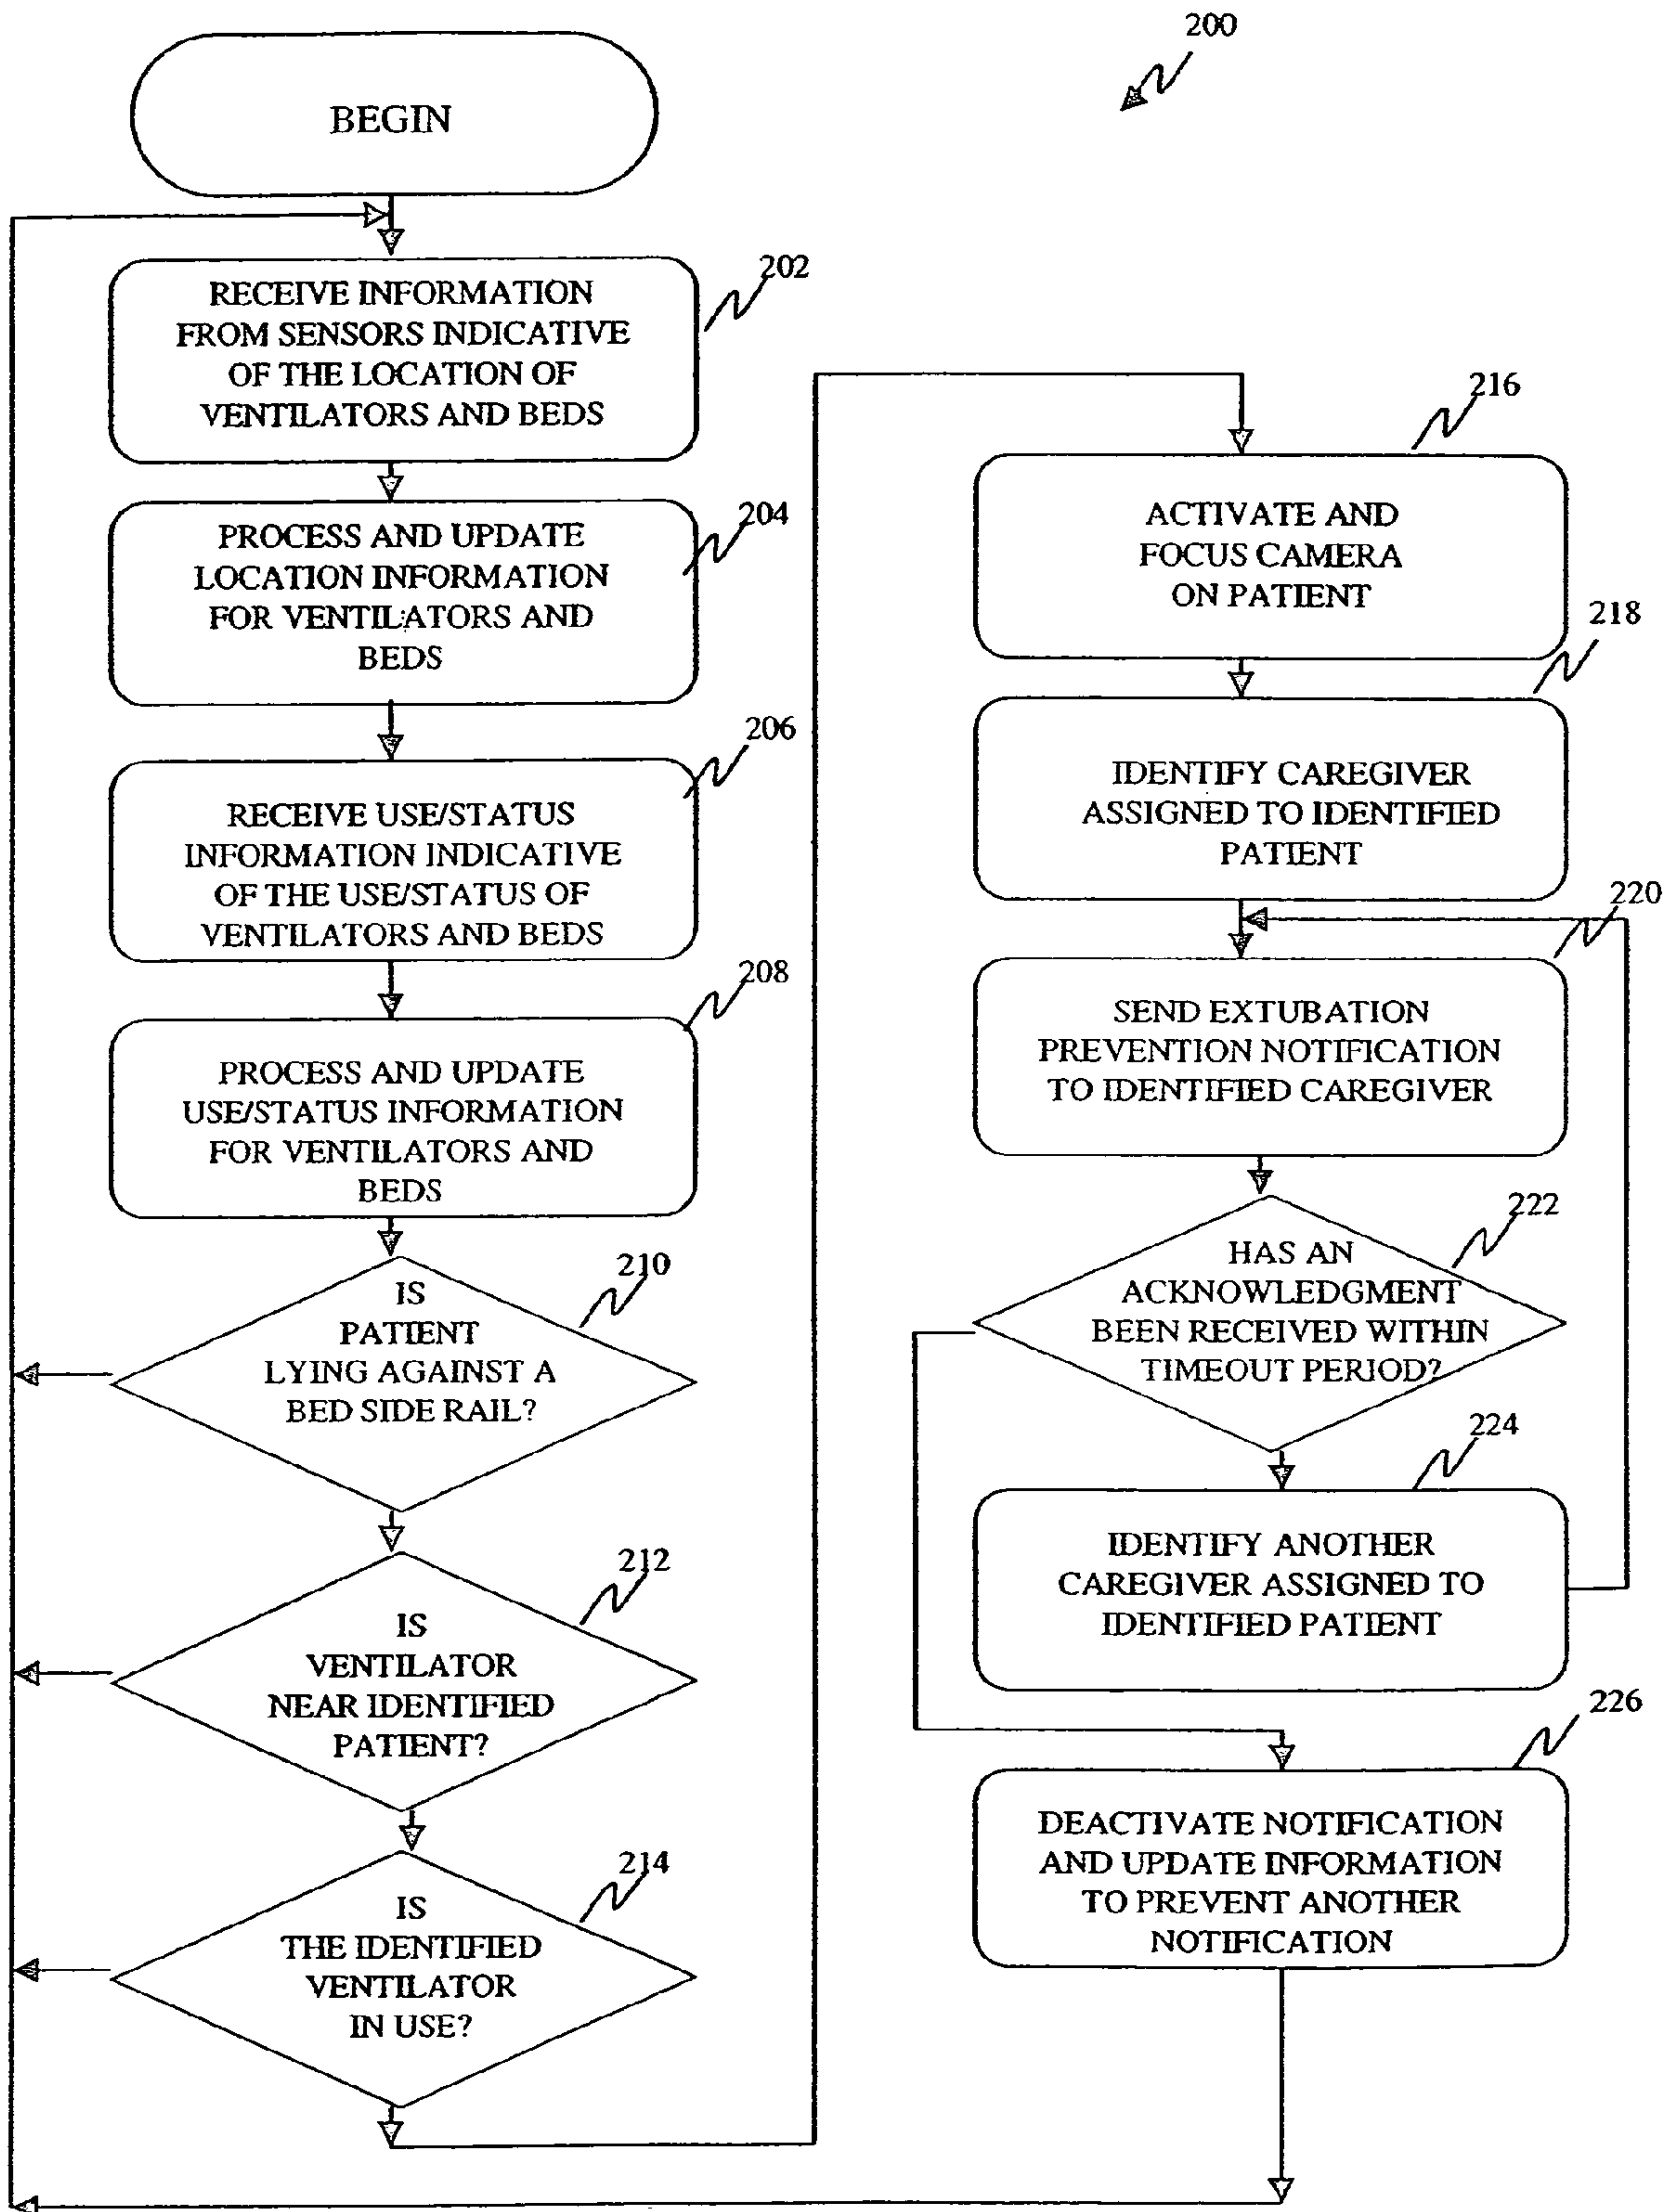 200
BEGIN
202
RECEIVE INFORMATION
FROM SENSORS INDICATIVE
OF THE LOCATION OF
VENTILATORS AND BEDS
204
PROCESS AND UPDATE
LOCATION INFORMATION
FOR VENTILATORS AND
BEDS
206
RECEIVE USE/STATUS
INFORMATION INDICATIVE
OF THE USE/STATUS OF
VENTILATORS AND BEDS
208
PROCESS AND UPDATE
USE/STATUS INFORMATION
FOR VENTILATORS AND
BEDS
210
IS
PATIENT
LYING AGAINST A
BED SIDE RAIL?
212
IS
VENTILATOR
NEAR IDENTIFIED
PATIENT?
214
IS
THE IDENTIFIED
VENTILATOR
IN USE?
216
ACTIVATE AND
FOCUS CAMERA
ON PATIENT
218
IDENTIFY CAREGIVER
ASSIGNED TO IDENTIFIED
PATIENT
220
SEND EXTUBATION
PREVENTION NOTIFICATION
TO IDENTIFIED CAREGIVER
222
HAS AN
ACKNOWLEDGMENT
BEEN RECEIVED WITHIN
TIMEOUT PERIOD?
224
IDENTIFY ANOTHER
CAREGIVER ASSIGNED TO
IDENTIFIED PATIENT
226
DEACTIVATE NOTIFICATION
AND UPDATE INFORMATION
TO PREVENT ANOTHER
NOTIFICATION